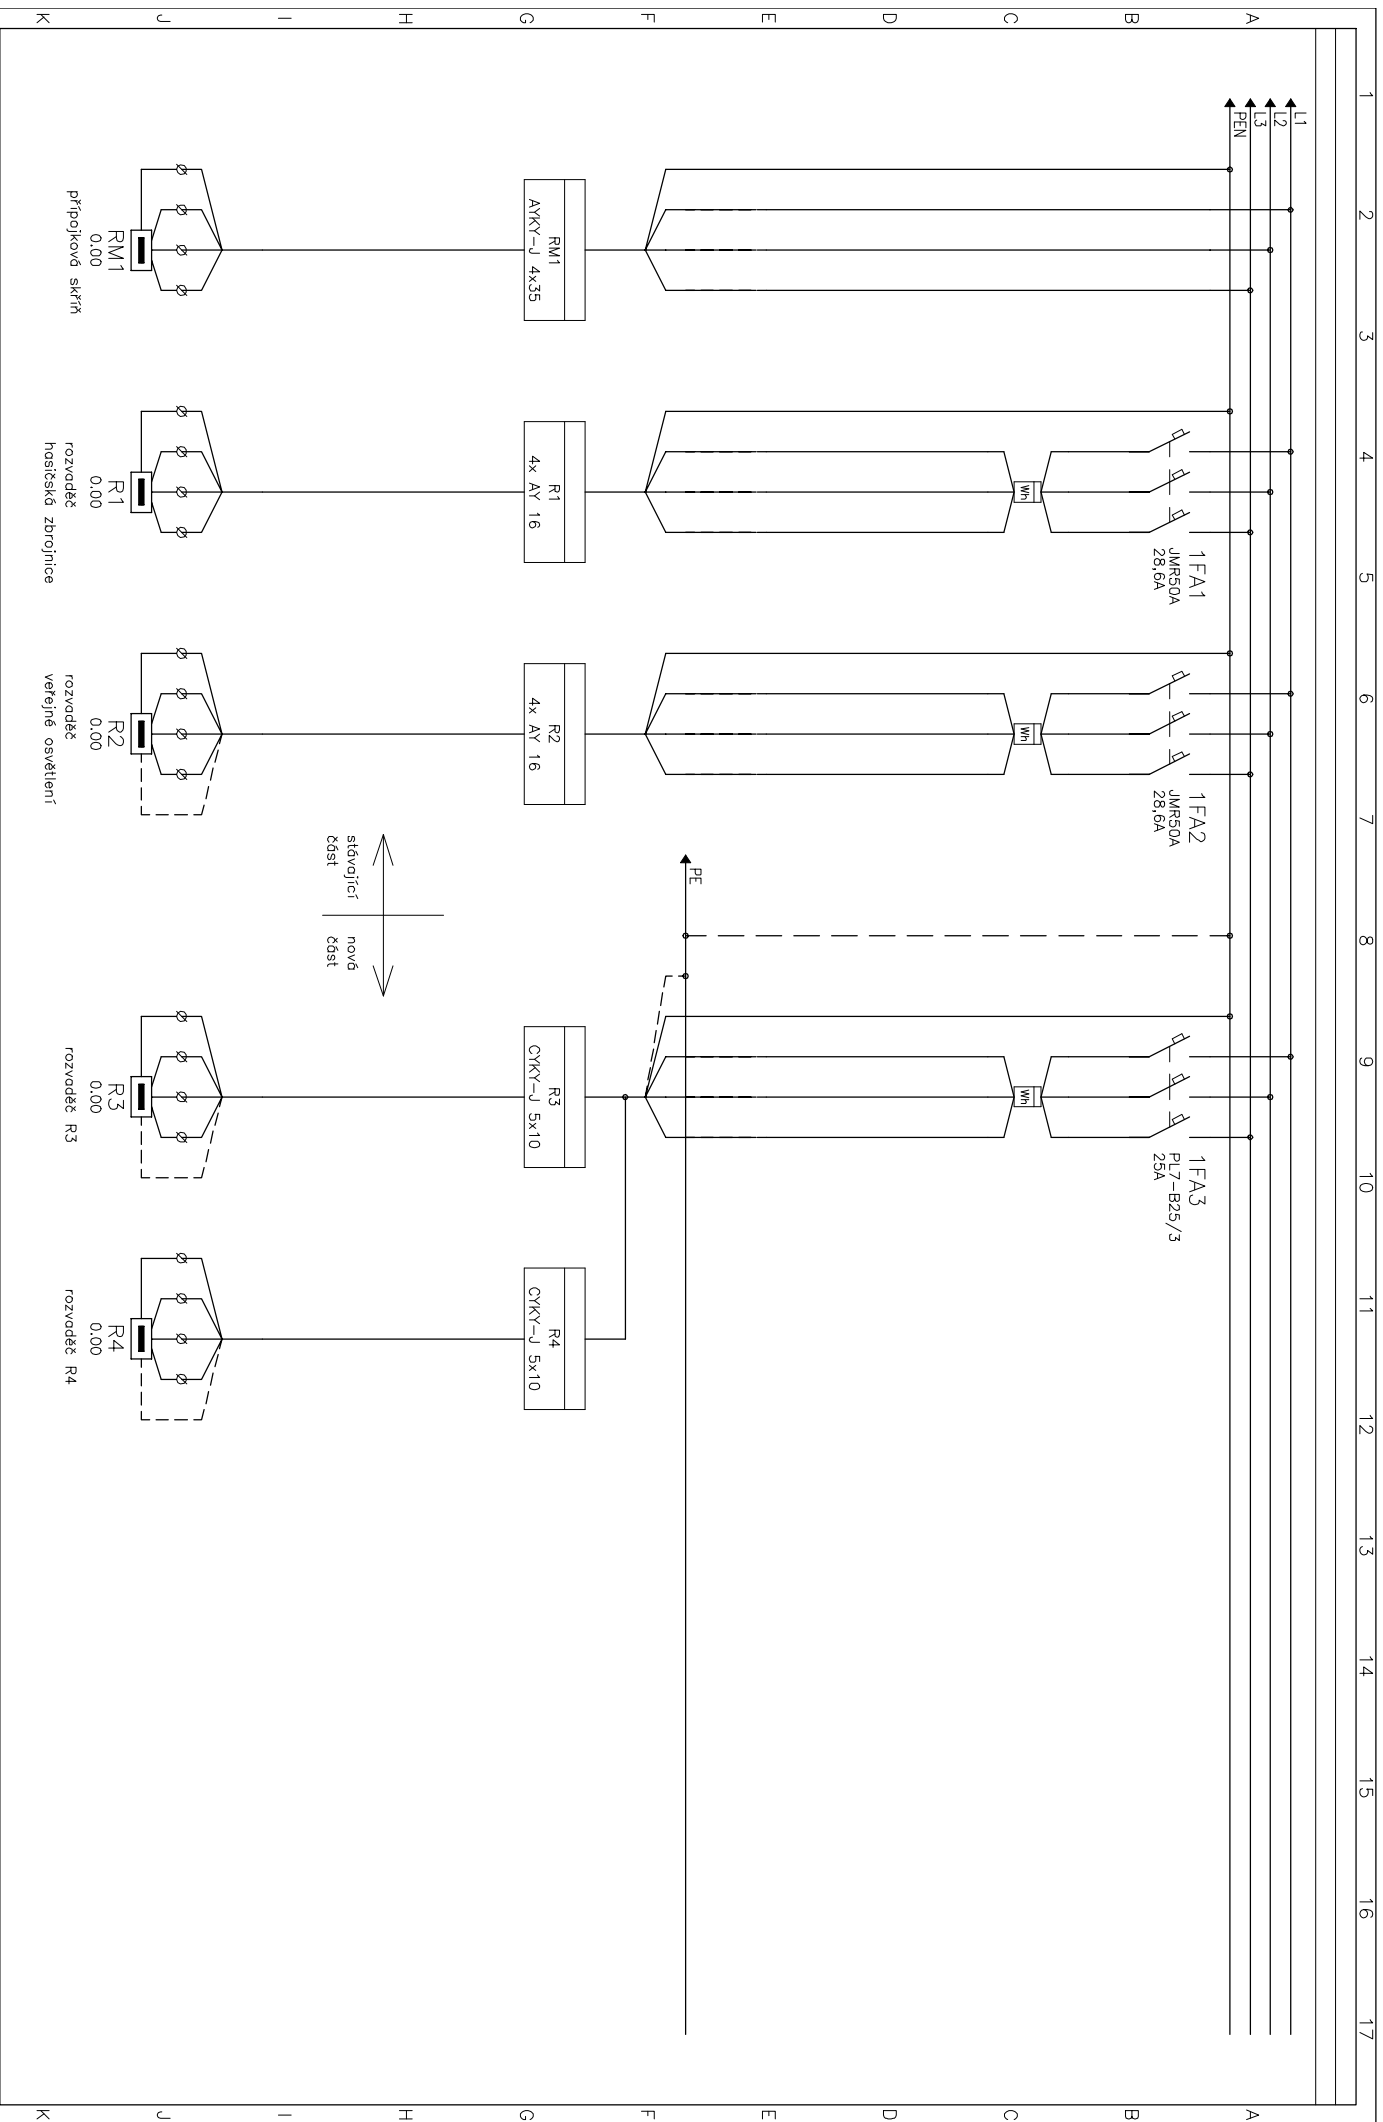 1 2 3 4 5 6 7 8 9 10 11 12 13 14 15 16 17
A
B
C
D
E
F
G
H
I
J
K
A
B
C
D
E
F
G
H
I
J
K
L1
L2
L3
PEN
1FA1
JMR50A
28,6A
1FA2
JMR50A
28,6A
1FA3
PL7-B25/3
25A
Wh
Wh
Wh
PE
RM1
AYKY-J 4x35
R1
4x AY 16
R2
4x AY 16
R3
CYKY-J 5x10
R4
CYKY-J 5x10
stávající
část
nová
část
RM1
0.00
přípojková skříň
R1
0.00
rozvaděč
hasičská zbrojnice
R2
0.00
rozvaděč
veřejné osvětlení
R3
0.00
rozvaděč R3
R4
0.00
rozvaděč R4